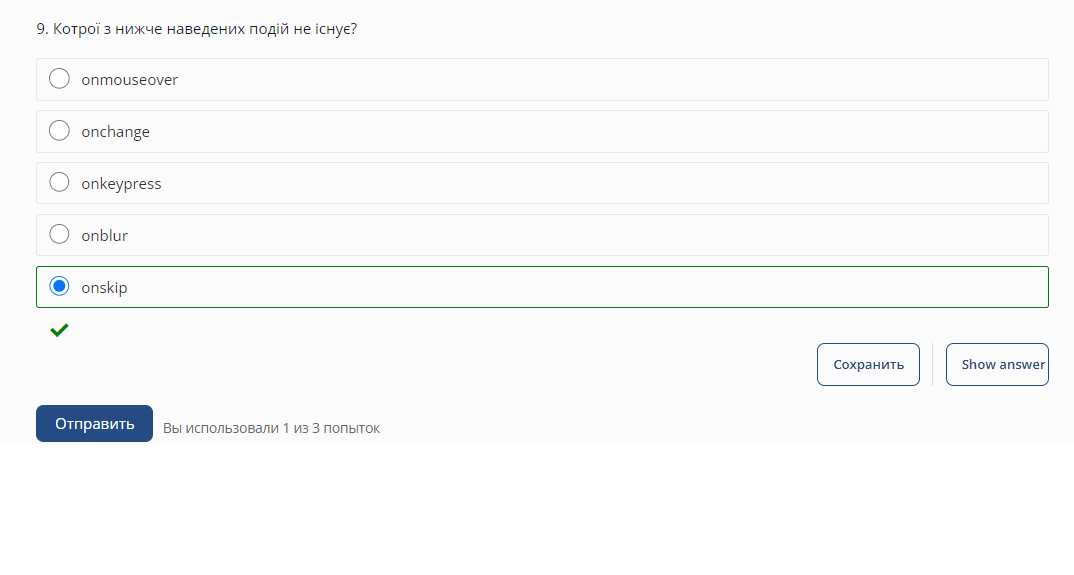 9. Котрої з нижче наведених подій не існує?
onmouseover
onchange
onkeypress
onblur
onskip
Сохранить
Show answer
Отправить
Вы использовали 1 из 3 попыток